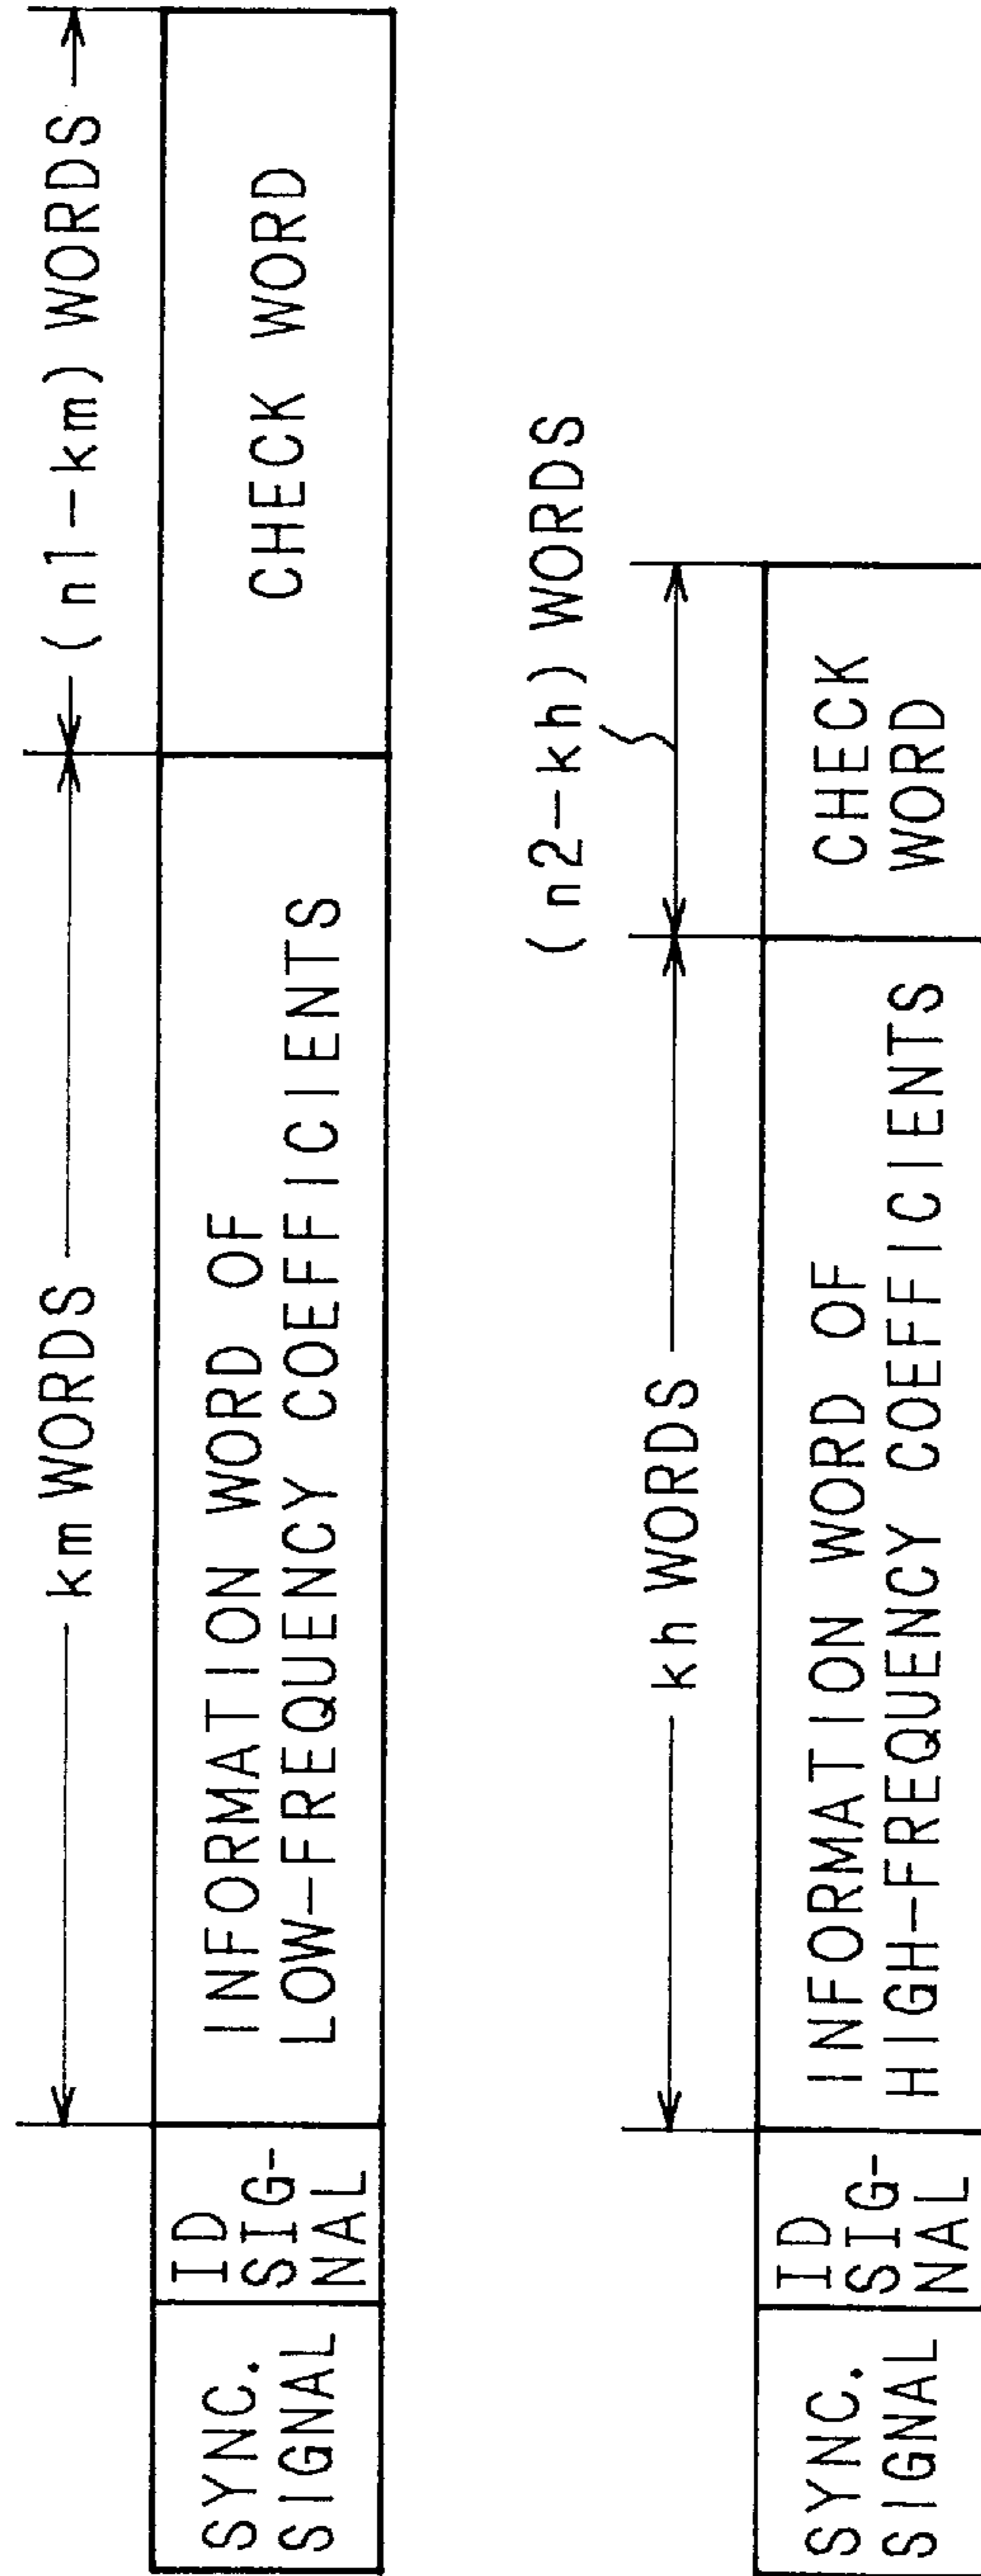 km WORDS
(n1-km) WORDS
SYNC.
SIGNAL
ID
SIG-
NAL
INFORMATION WORD OF
LOW-FREQUENCY COEFFICIENTS
CHECK WORD
kh WORDS
(n2-kh) WORDS
SYNC.
SIGNAL
ID
SIG-
NAL
INFORMATION WORD OF
HIGH-FREQUENCY COEFFICIENTS
CHECK
WORD